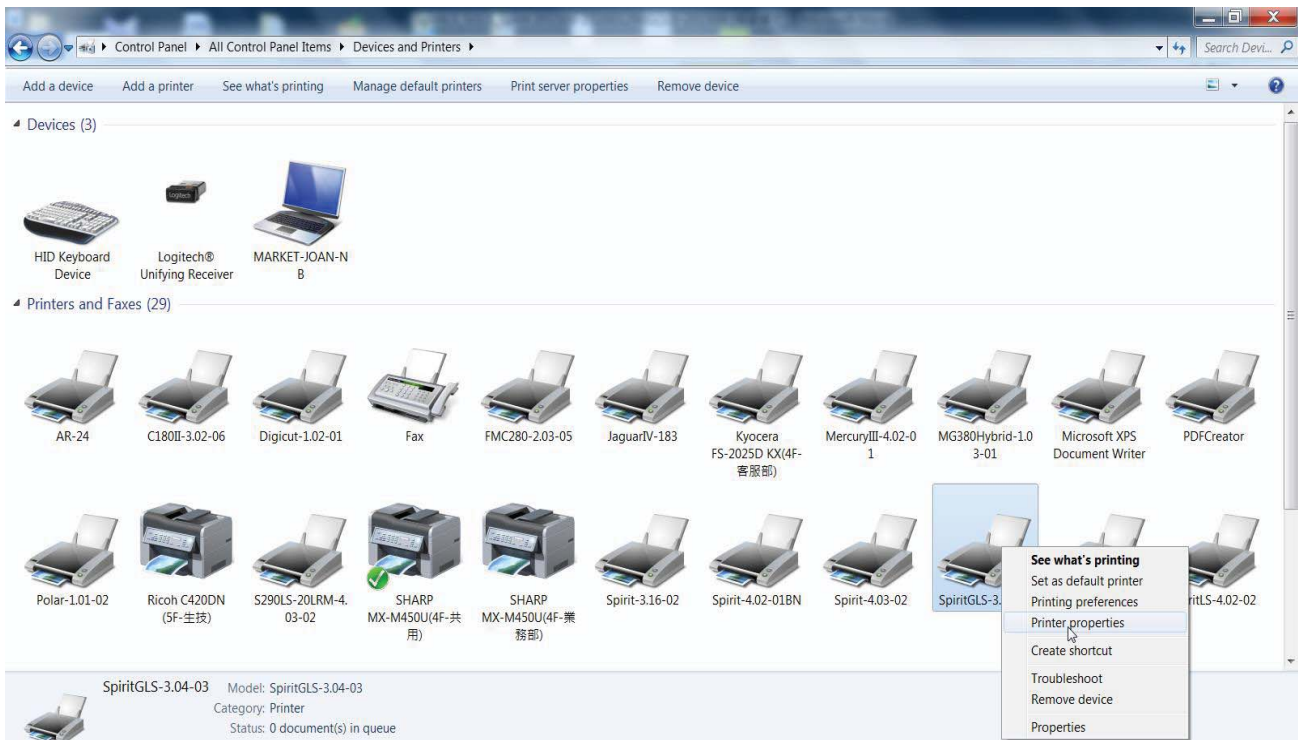 Control Panel ▸ All Control Panel Items ▸ Devices and Printers ▸
Search Devi...
Add a device Add a printer See what's printing Manage default printers Print server properties Remove device
Devices (3)
Logitech
HID Keyboard
Device
Logitech®
Unifying Receiver
MARKET-JOAN-N
B
Printers and Faxes (29)
AR-24
C180II-3.02-06
Digicut-1.02-01
Fax
FMC280-2.03-05
JaguarIV-183
Kyocera
FS-2025D KX(4F-
客服部)
MercuryIII-4.02-0
1
MG380Hybrid-1.0
3-01
Microsoft XPS
Document Writer
PDFCreator
Polar-1.01-02
Ricoh C420DN
(5F-生技)
S290LS-20LRM-4.
03-02
SHARP
MX-M450U(4F-共
用)
SHARP
MX-M450U(4F-業
務部)
Spirit-3.16-02
Spirit-4.02-01BN
Spirit-4.03-02
SpiritGLS-3.
ritLS-4.02-02
See what's printing
Set as default printer
Printing preferences
Printer properties
Create shortcut
Troubleshoot
Remove device
Properties
SpiritGLS-3.04-03 Model: SpiritGLS-3.04-03
Category: Printer
Status: 0 document(s) in queue